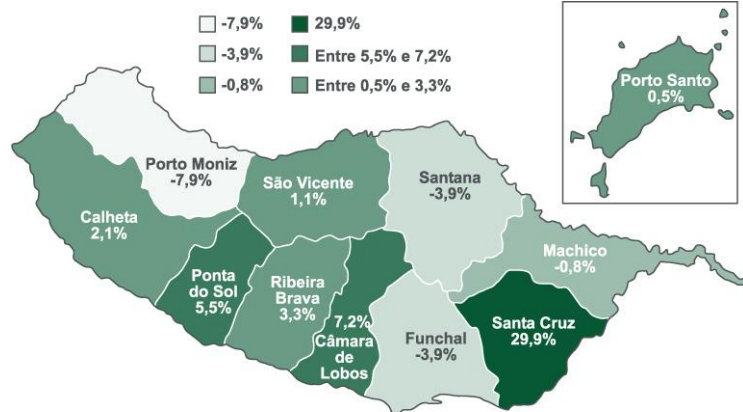 -7,9%
-3,9%
-0,8%
29,9%
Entre 5,5% e 7,2%
Entre 0,5% e 3,3%
Porto Santo
0,5%
Porto Moniz
-7,9%
São Vicente
1,1%
Santana
-3,9%
Calheta
2,1%
Machico
-0,8%
Ponta
do Sol
5,5%
Ribeira
Brava
3,3%
7,2%
Câmara
de
Lobos
Funchal
-3,9%
Santa Cruz
29,9%